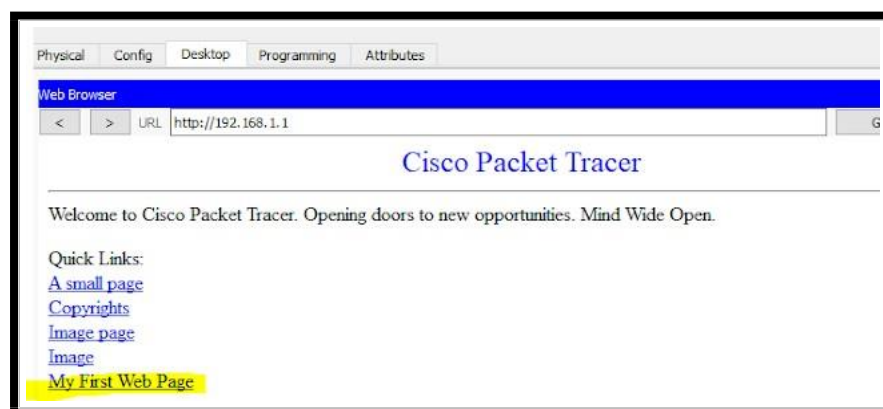 Physical Config Desktop Programming Attributes
Web Browser
< > URL http://192.168.1.1 G
Cisco Packet Tracer
Welcome to Cisco Packet Tracer. Opening doors to new opportunities. Mind Wide Open.
Quick Links:
A small page
Copyrights
Image page
Image
My First Web Page